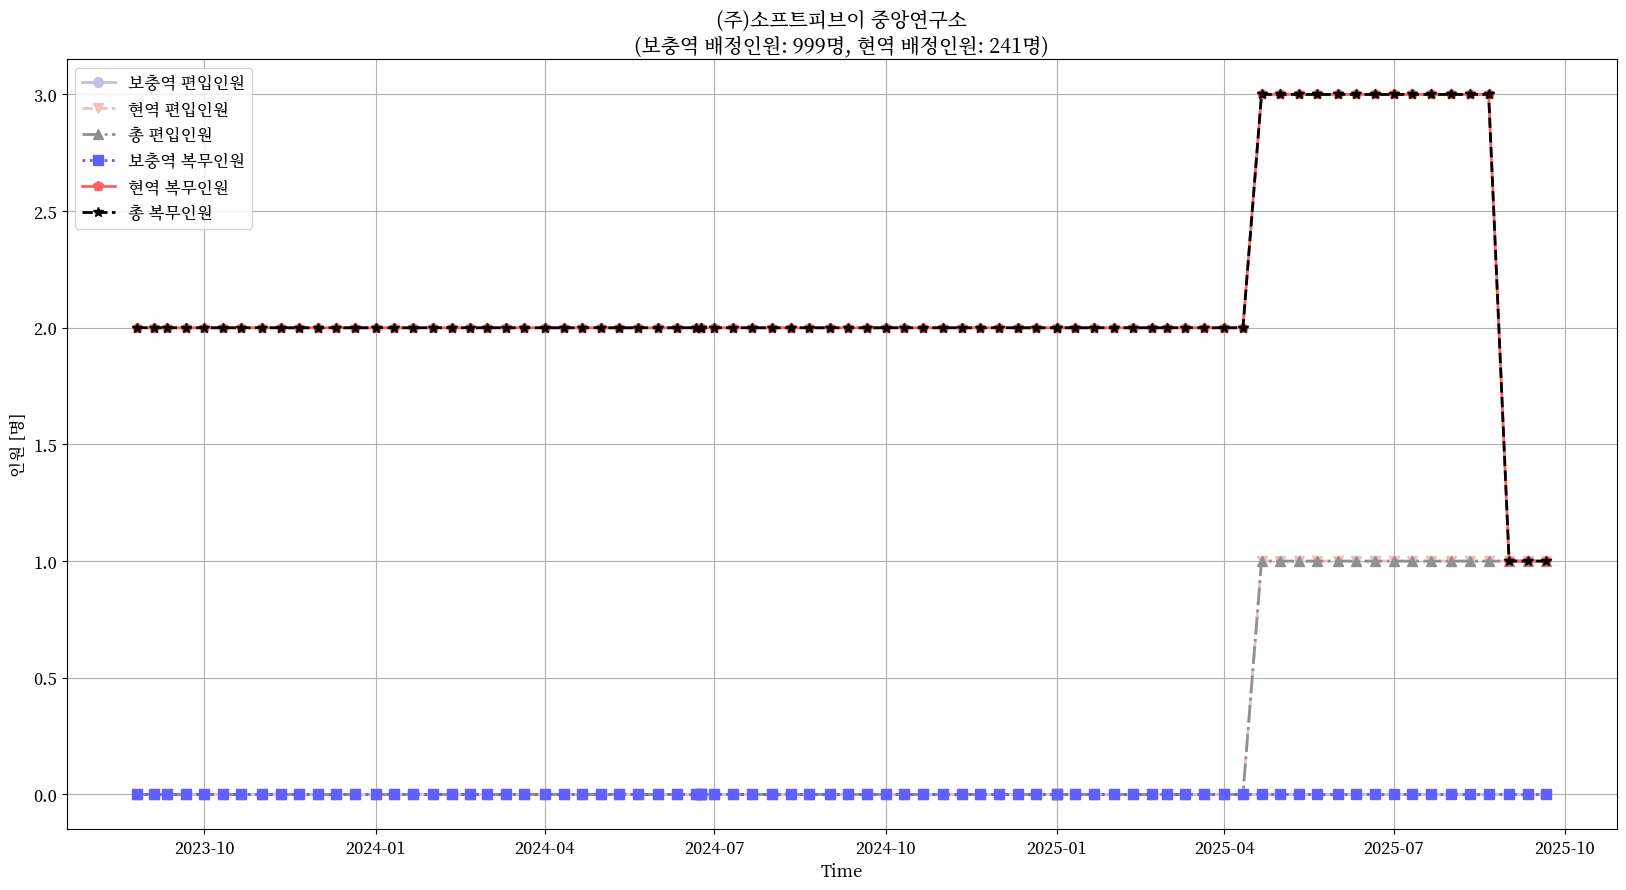 (주)소프트피브이 중앙연구소
(보충역 배정인원: 999명, 현역 배정인원: 241명)
보충역 편입인원
현역 편입인원
총 편입인원
보충역 복무인원
현역 복무인원
총 복무인원
3.0
2.5
2.0
1.5
1.0
0.5
0.0
인원 [명]
2023-10
2024-01
2024-04
2024-07
2024-10
2025-01
2025-04
2025-07
2025-10
Time